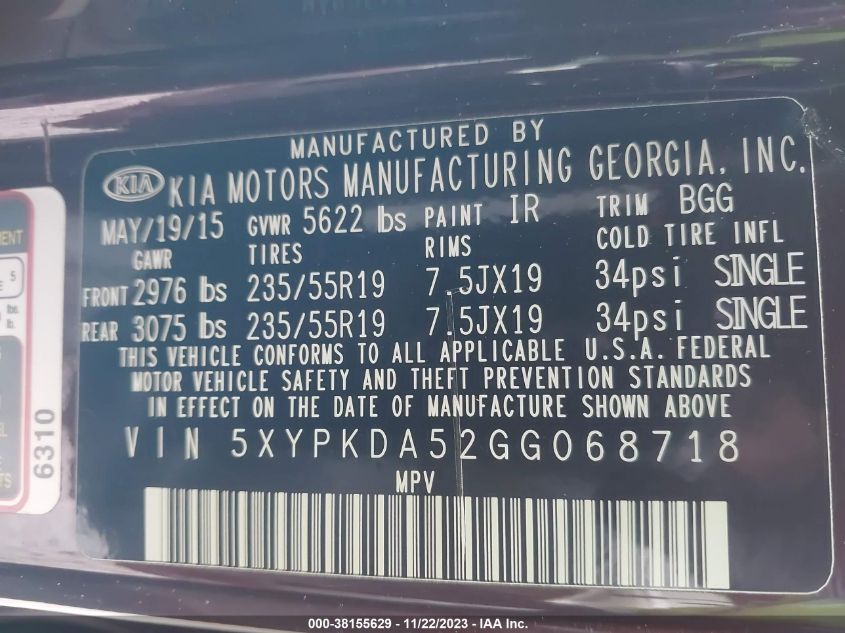 MANUFACTURED BY
KIA KIA MOTORS MANUFACTURING GEORGIA, INC.
MAY/19/15 GVWR 5622 lbs PAINT IR TRIM BGG
GAWR TIRES RIMS COLD TIRE INFL
FRONT 2976 lbs 235/55R19 7.5JX19 34psi SINGLE
REAR 3075 lbs 235/55R19 7.5JX19 34psi SINGLE
THIS VEHICLE CONFORMS TO ALL APPLICABLE U.S.A. FEDERAL
MOTOR VEHICLE SAFETY AND THEFT PREVENTION STANDARDS
IN EFFECT ON THE DATE OF MANUFACTURE SHOWN ABOVE
VIN 5XYPKDA52GG068718
MPV
5
lbs.
lb.
6310
000-38155629 - 11/22/2023 - IAA Inc.